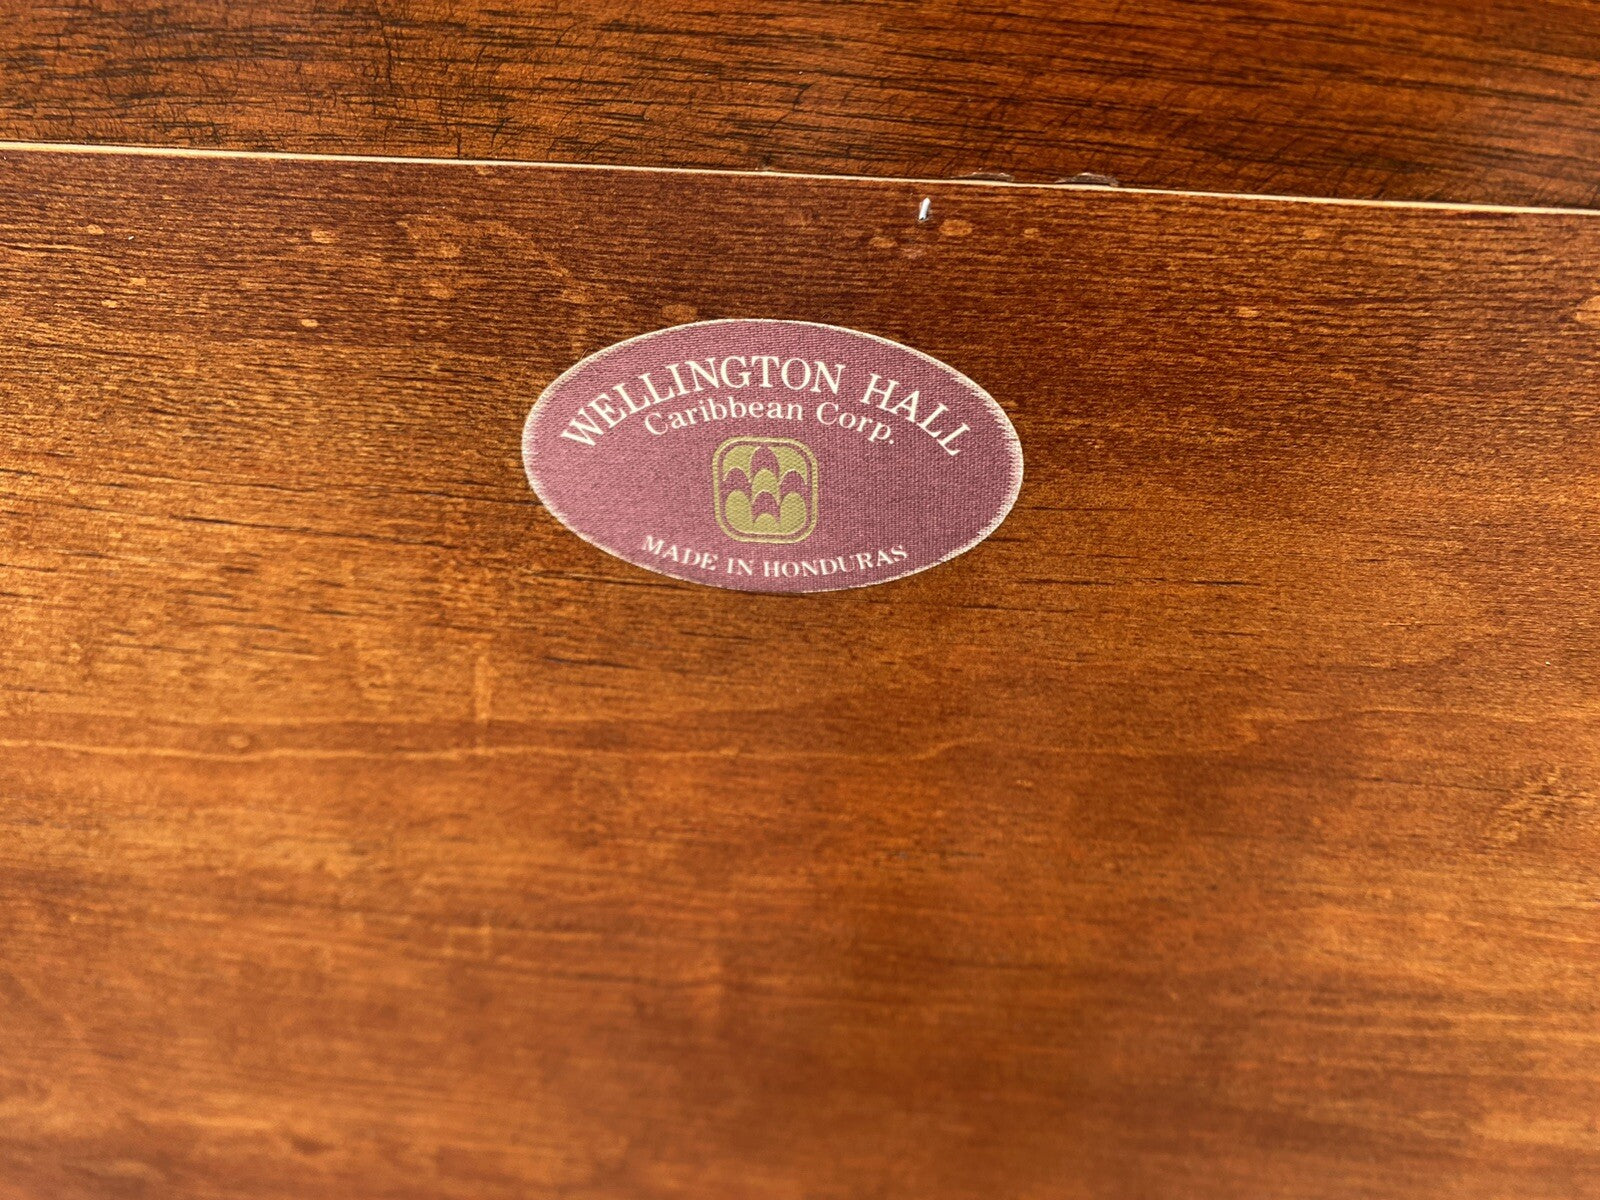 WELLINGTON HALL
Caribbean Corp.
MADE IN HONDURAS